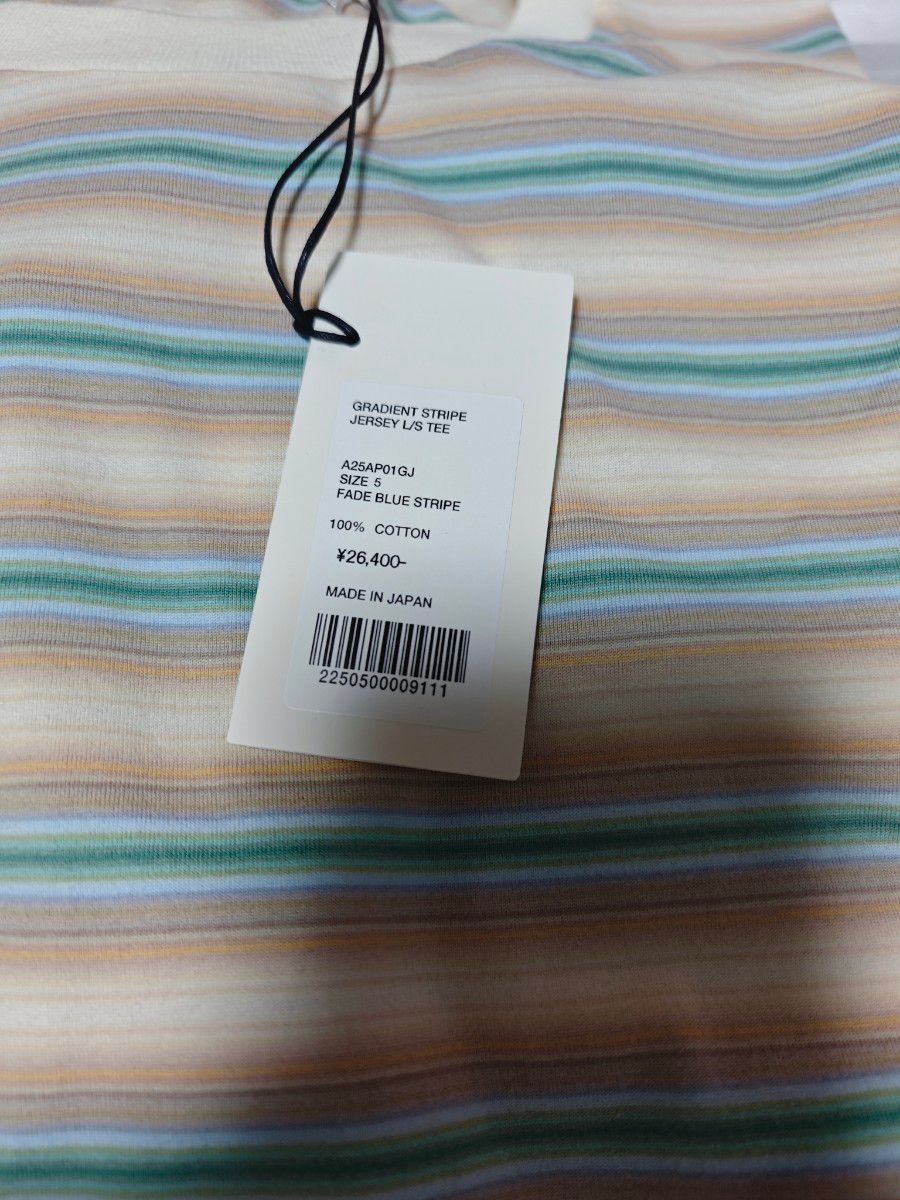 GRADIENT STRIPE
JERSEY L/S TEE
A25AP01GJ
SIZE 5
FADE BLUE STRIPE
100% COTTON
¥26,400-
MADE IN JAPAN
2250500009111